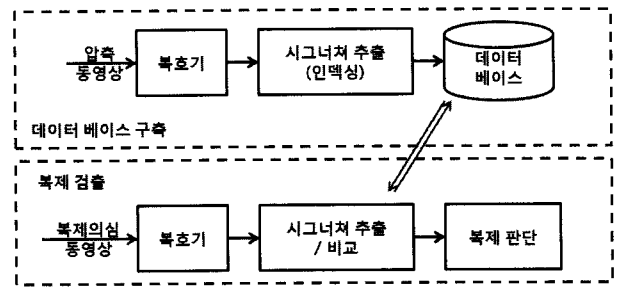 압축
동영상
복호기
시그너쳐 추출
(인덱싱)
데이터
베이스
데이터 베이스 구축
복제 검출
복제의심
동영상
복호기
시그너쳐 추출
/ 비교
복제 판단